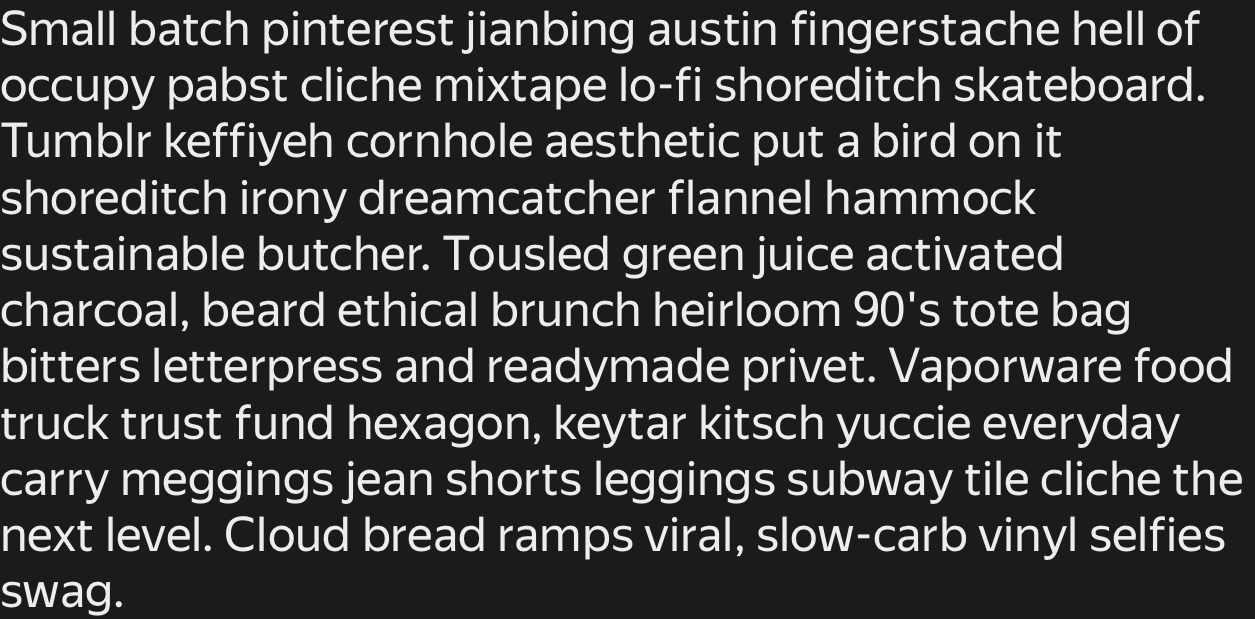 Small batch pinterest jianbing austin fingerstache hell of
occupy pabst cliche mixtape lo-fi shoreditch skateboard.
Tumblr keffiyeh cornhole aesthetic put a bird on it
shoreditch irony dreamcatcher flannel hammock
sustainable butcher. Tousled green juice activated
charcoal, beard ethical brunch heirloom 90's tote bag
bitters letterpress and readymade privet. Vaporware food
truck trust fund hexagon, keytar kitsch yuccie everyday
carry meggings jean shorts leggings subway tile cliche the
next level. Cloud bread ramps viral, slow-carb vinyl selfies
swag.